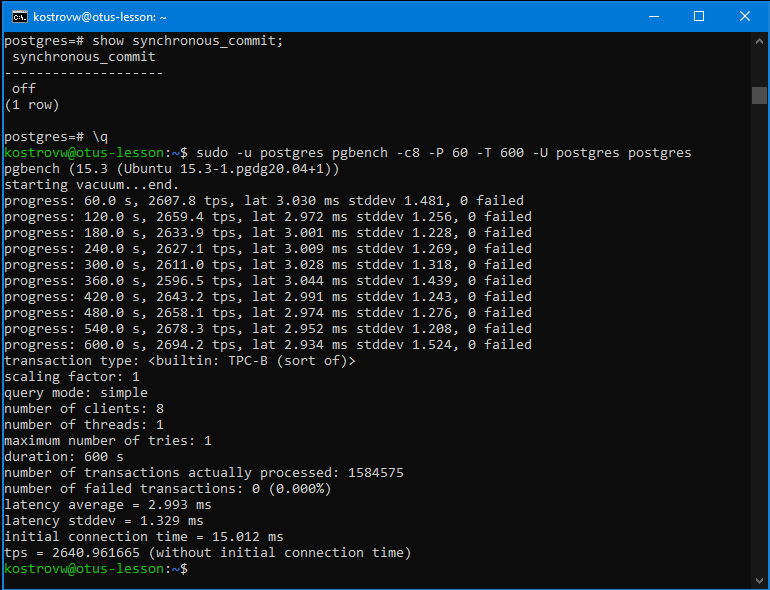 kostrovw@otus-lesson: ~
postgres=# show synchronous_commit;
 synchronous_commit
--------------------
 off
(1 row)

postgres=# \q
kostrovw@otus-lesson:~$ sudo -u postgres pgbench -c8 -P 60 -T 600 -U postgres postgres
pgbench (15.3 (Ubuntu 15.3-1.pgdg20.04+1))
starting vacuum...end.
progress: 60.0 s, 2607.8 tps, lat 3.030 ms stddev 1.481, 0 failed
progress: 120.0 s, 2659.4 tps, lat 2.972 ms stddev 1.256, 0 failed
progress: 180.0 s, 2633.9 tps, lat 3.001 ms stddev 1.228, 0 failed
progress: 240.0 s, 2627.1 tps, lat 3.009 ms stddev 1.269, 0 failed
progress: 300.0 s, 2611.0 tps, lat 3.028 ms stddev 1.318, 0 failed
progress: 360.0 s, 2596.5 tps, lat 3.044 ms stddev 1.439, 0 failed
progress: 420.0 s, 2643.2 tps, lat 2.991 ms stddev 1.243, 0 failed
progress: 480.0 s, 2658.1 tps, lat 2.974 ms stddev 1.276, 0 failed
progress: 540.0 s, 2678.3 tps, lat 2.952 ms stddev 1.208, 0 failed
progress: 600.0 s, 2694.2 tps, lat 2.934 ms stddev 1.524, 0 failed
transaction type: <builtin: TPC-B (sort of)>
scaling factor: 1
query mode: simple
number of clients: 8
number of threads: 1
maximum number of tries: 1
duration: 600 s
number of transactions actually processed: 1584575
number of failed transactions: 0 (0.000%)
latency average = 2.993 ms
latency stddev = 1.329 ms
initial connection time = 15.012 ms
tps = 2640.961665 (without initial connection time)
kostrovw@otus-lesson:~$